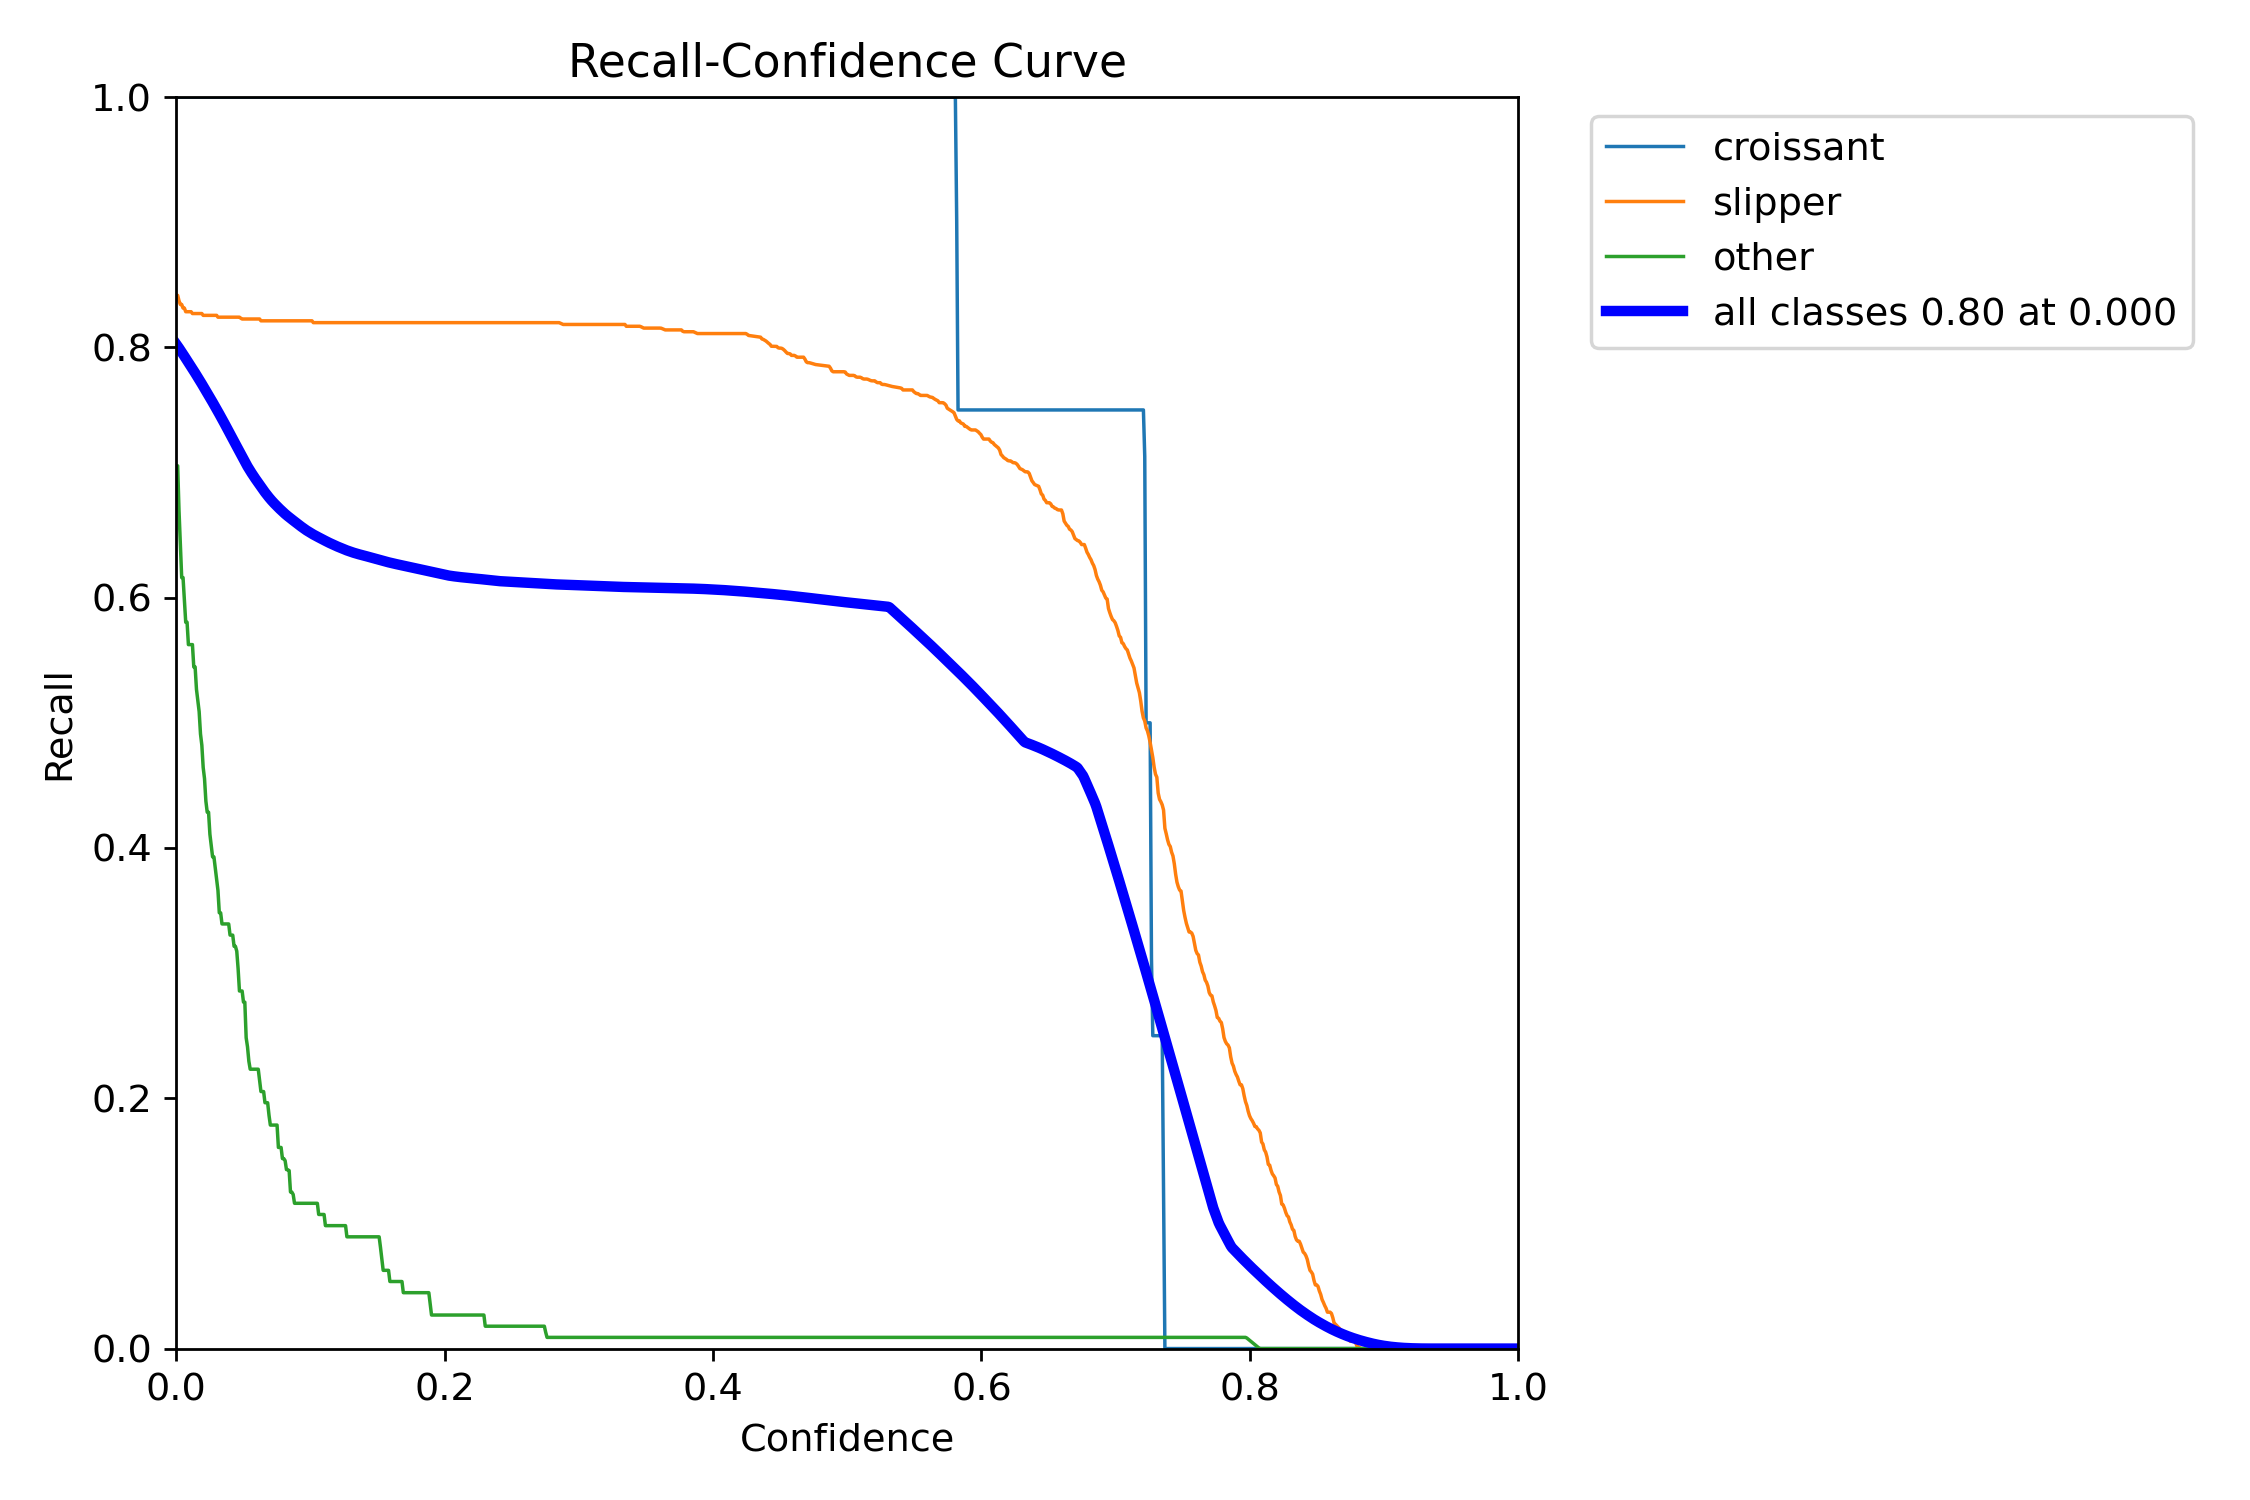 Recall-Confidence Curve
1.0
0.8
0.6
0.4
0.2
0.0
Recall
0.0 0.2 0.4 0.6 0.8 1.0
Confidence
croissant
slipper
other
all classes 0.80 at 0.000